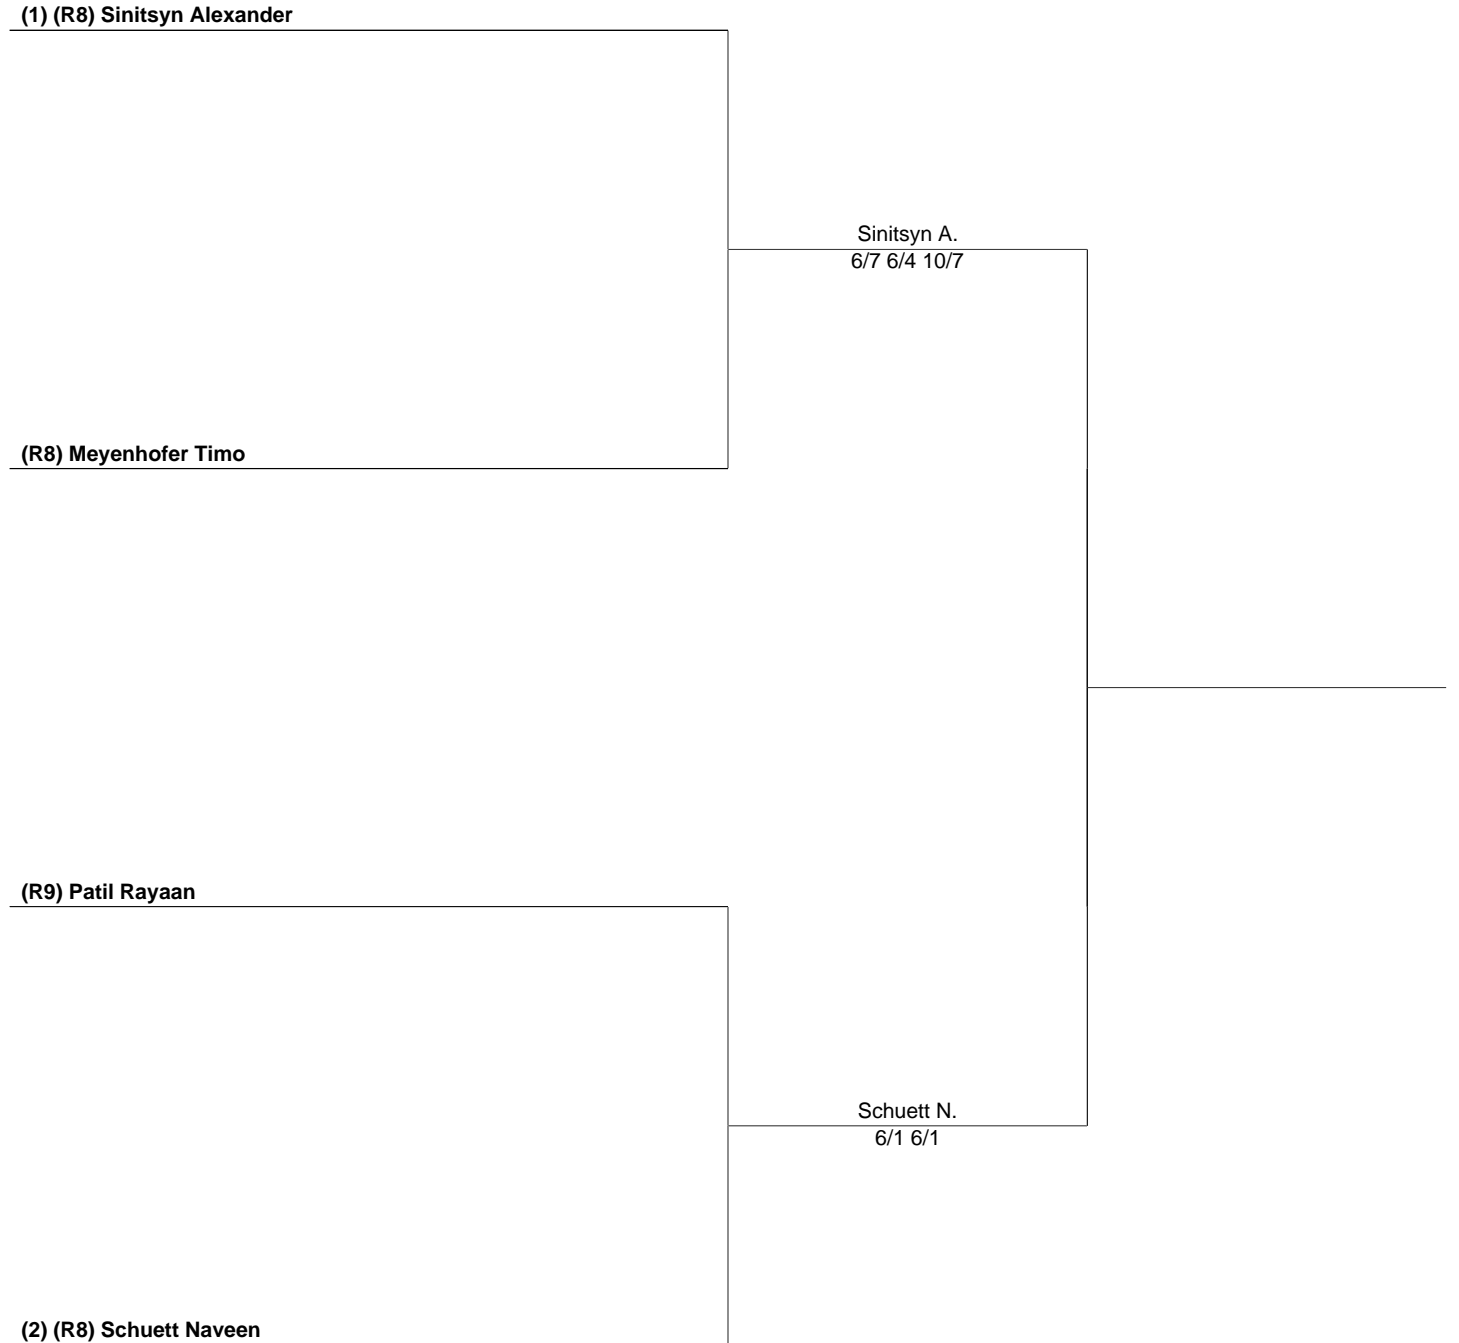 (1) (R8) Sinitsyn Alexander
Sinitsyn A.
6/7 6/4 10/7
(R8) Meyenhofer Timo
(R9) Patil Rayaan
Schuett N.
6/1 6/1
(2) (R8) Schuett Naveen